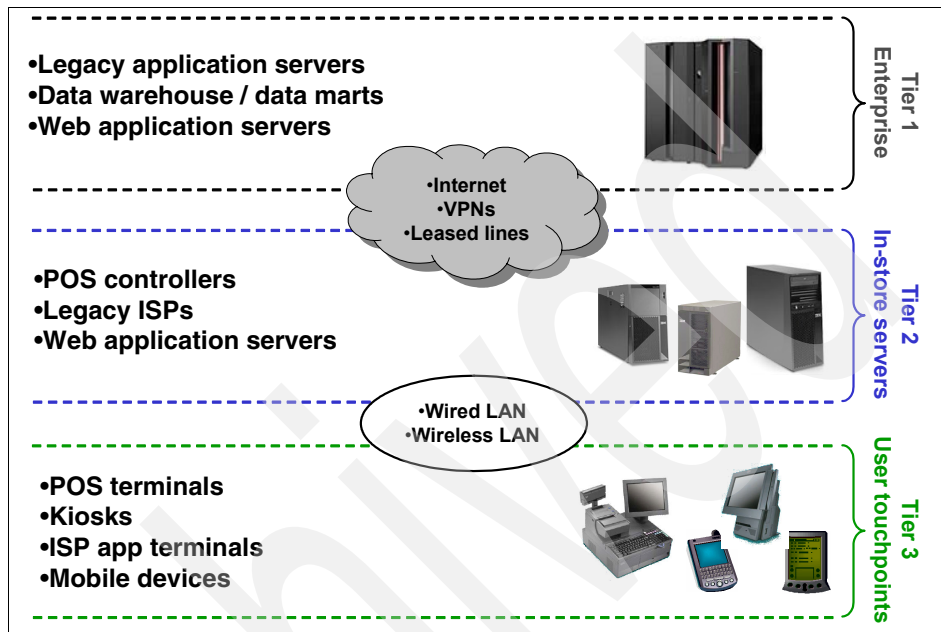 •Legacy application servers
•Data warehouse / data marts
•Web application servers
Tier 1
Enterprise
•Internet
•VPNs
•Leased lines
•POS controllers
•Legacy ISPs
•Web application servers
Tier 2
In-store servers
•Wired LAN
•Wireless LAN
•POS terminals
•Kiosks
•ISP app terminals
•Mobile devices
Tier 3
User touchpoints